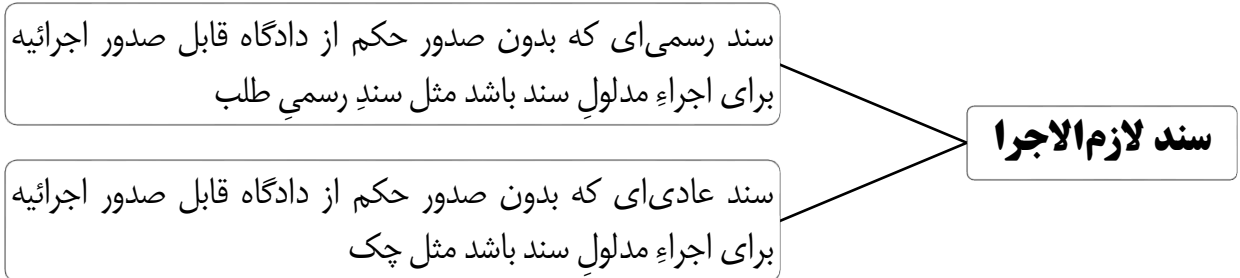 سند لازم‌الاجرا
سند رسمی‌ای که بدون صدور حکم از دادگاه قابل صدور اجرائیه
برای اجراءِ مدلولِ سند باشد مثل سندِ رسمیِ طلب
سند عادی‌ای که بدون صدور حکم از دادگاه قابل صدور اجرائیه
برای اجراءِ مدلولِ سند باشد مثل چک